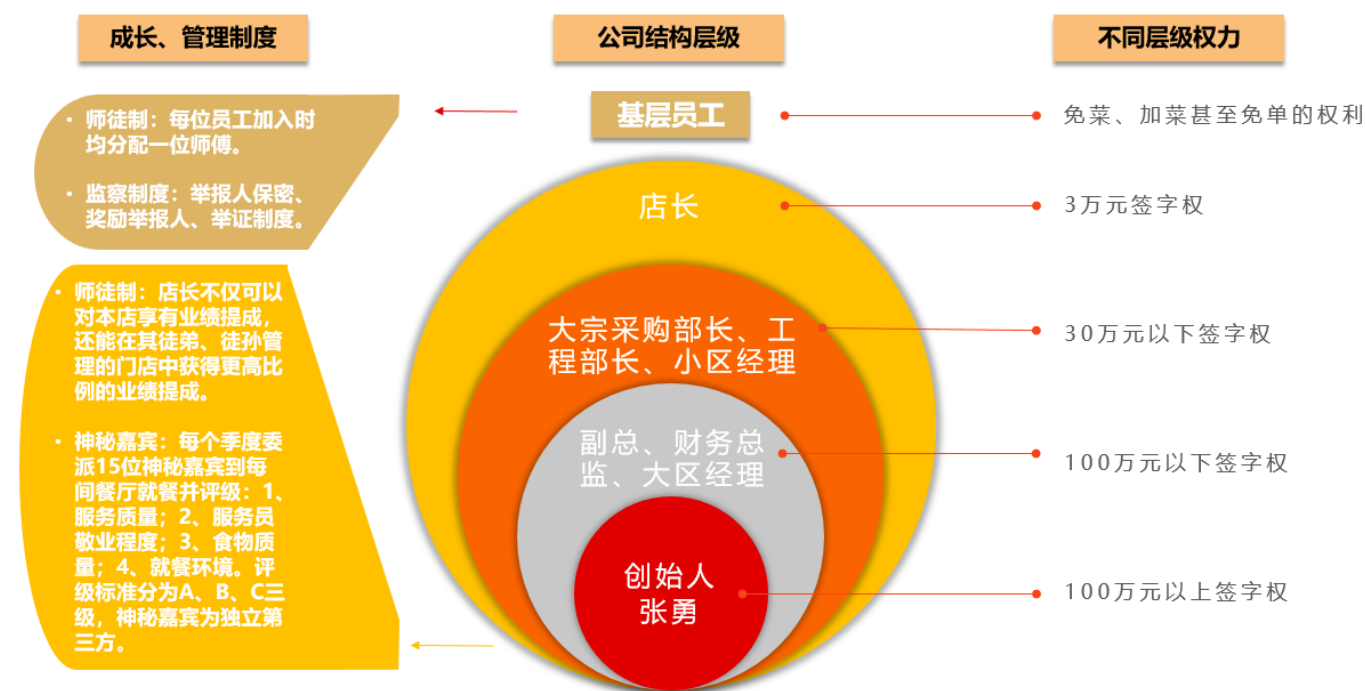 成长、管理制度
公司结构层级
不同层级权力
• 师徒制：每位员工加入时
均分配一位师傅。
• 监察制度：举报人保密、
奖励举报人、举证制度。
基层员工
免菜、加菜甚至免单的权利
店长
3万元签字权
• 师徒制：店长不仅可以
对本店享有业绩提成，
还能在其徒弟、徒孙管
理的门店中获得更高比
例的业绩提成。
• 神秘嘉宾：每个季度委
派15位神秘嘉宾到每
间餐厅就餐并评级：1、
服务质量；2、服务员
敬业程度；3、食物质
量；4、就餐环境。评
级标准分为A、B、C三
级，神秘嘉宾为独立第
三方。
大宗采购部长、工
程部长、小区经理
30万元以下签字权
副总、财务总
监、大区经理
100万元以下签字权
创始人
张勇
100万元以上签字权